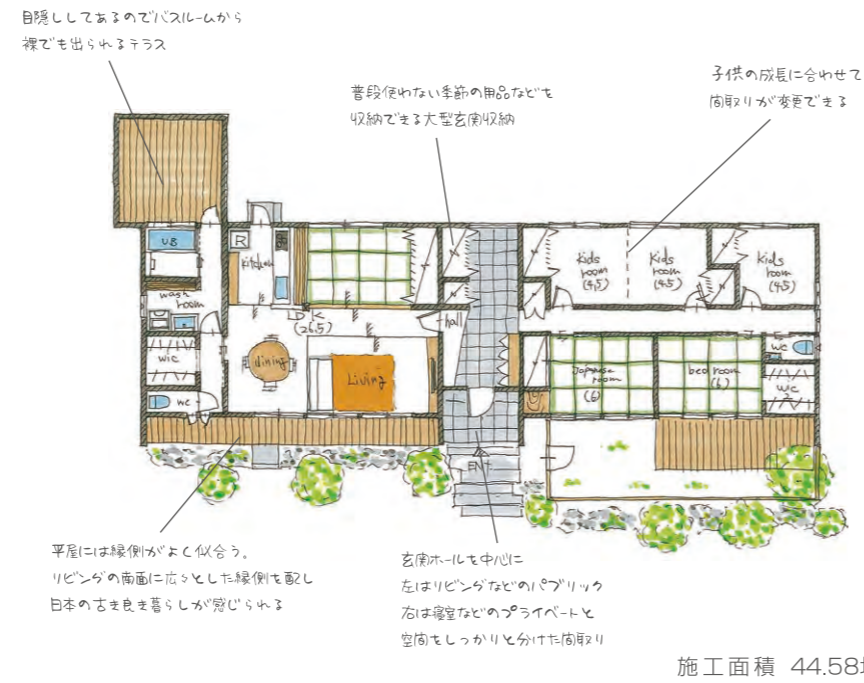 目隠ししてあるのでバスルームから
裸でも出られるテラス
普段使わない季節の用品などを
収納できる大型玄関収納
子供の成長に合わせて
間取りが変更できる
UB
R
kitchen
wash
room
wic
wc
LDK
(26.5)
dining
Living
hall
ENT
kids
room
(4.5)
kids
room
(4.5)
kids
room
(4.5)
Japanese
room
(6)
bed room
(6)
wc
平屋には縁側がよく似合う。
リビングの南面に広々とした縁側を配し
日本の古き良き暮らしが感じられる
玄関ホールを中心に
左はリビングなどのパブリック
右は寝室などのプライベートと
空間をしっかりと分けた間取り
施工面積 44.58